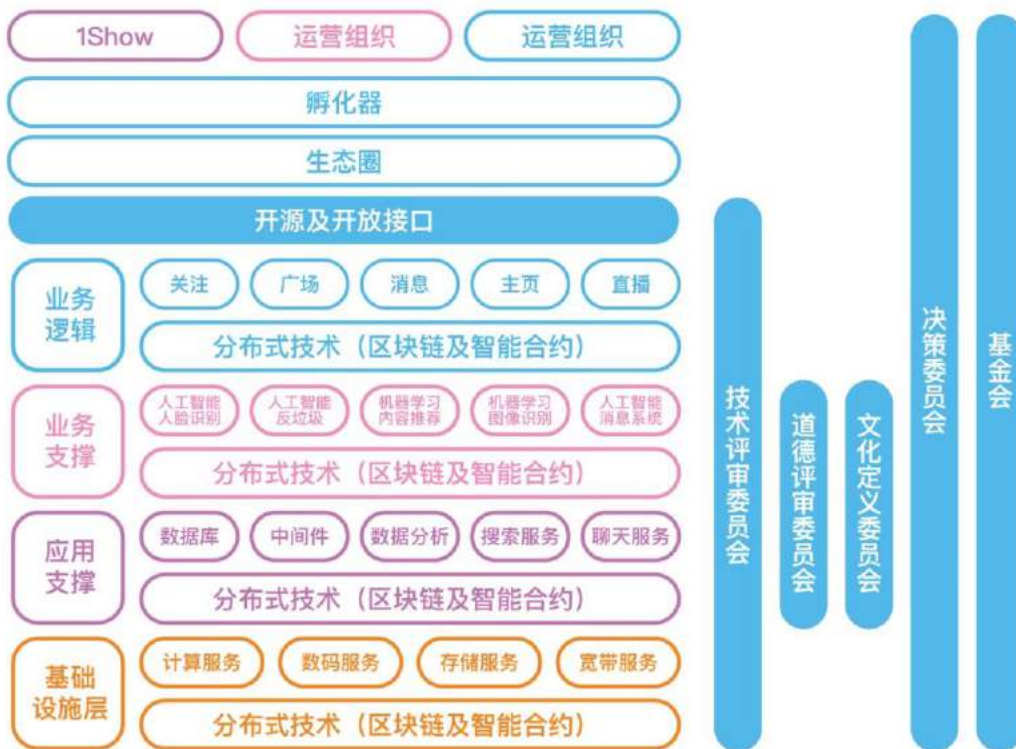 1Show
运营组织
运营组织
孵化器
生态圈
开源及开放接口
业务
逻辑
关注
广场
消息
主页
直播
分布式技术（区块链及智能合约）
业务
支撑
人工智能
人脸识别
人工智能
反垃圾
机器学习
内容推荐
机器学习
图像识别
人工智能
消息系统
分布式技术（区块链及智能合约）
应用
支撑
数据库
中间件
数据分析
搜索服务
聊天服务
分布式技术（区块链及智能合约）
基础
设施层
计算服务
数码服务
存储服务
宽带服务
分布式技术（区块链及智能合约）
技术评审委员会
道德评审委员会
文化定义委员会
决策委员会
基金会